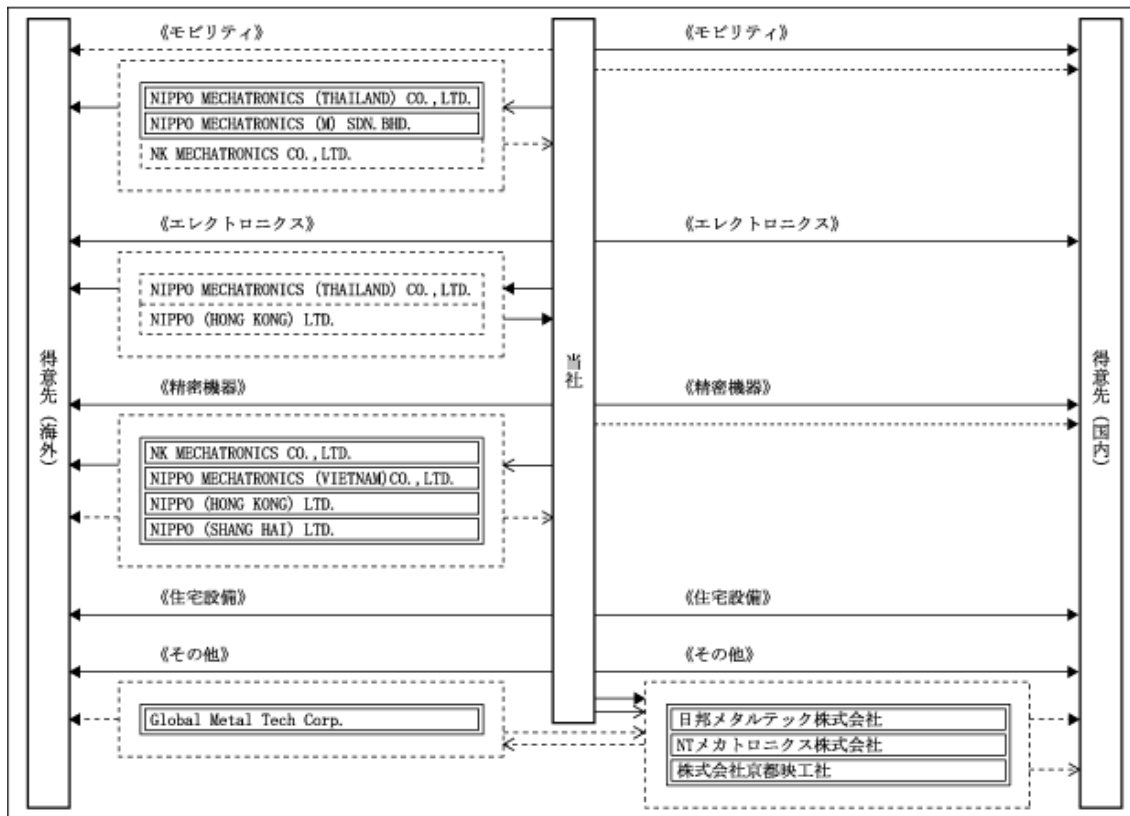 《モビリティ》
《モビリティ》
NIPPO MECHATRONICS (THAILAND) CO.,LTD.
NIPPO MECHATRONICS (M) SDN.BHD.
NK MECHATRONICS CO.,LTD.
《エレクトロニクス》
《エレクトロニクス》
NIPPO MECHATRONICS (THAILAND) CO.,LTD.
NIPPO (HONG KONG) LTD.
得意先(海外)
当社
得意先(国内)
《精密機器》
《精密機器》
NK MECHATRONICS CO.,LTD.
NIPPO MECHATRONICS (VIETNAM)CO.,LTD.
NIPPO (HONG KONG) LTD.
NIPPO (SHANG HAI) LTD.
《住宅設備》
《住宅設備》
《その他》
《その他》
Global Metal Tech Corp.
日邦メタルテック株式会社
NTメカトロニクス株式会社
株式会社京都映工社